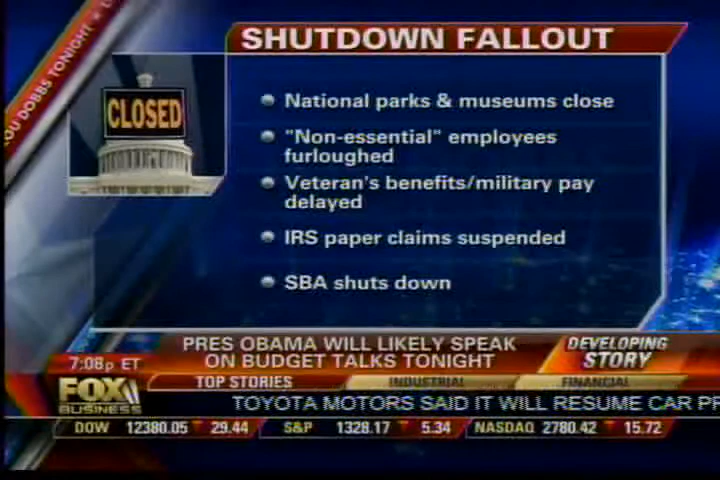 LOU DOBBS TONIGHT
SHUTDOWN FALLOUT
CLOSED
National parks & museums close
"Non-essential" employees
furloughed
Veteran's benefits/military pay
delayed
IRS paper claims suspended
SBA shuts down
PRES OBAMA WILL LIKELY SPEAK
ON BUDGET TALKS TONIGHT
DEVELOPING
STORY
7:08p ET
TOP STORIES INDUSTRIAL FINANCIAL
FOX
BUSINESS
TOYOTA MOTORS SAID IT WILL RESUME CAR PR
DOW 12380.05 29.44 S&P 1328.17 5.34 NASDAQ 2780.42 15.72